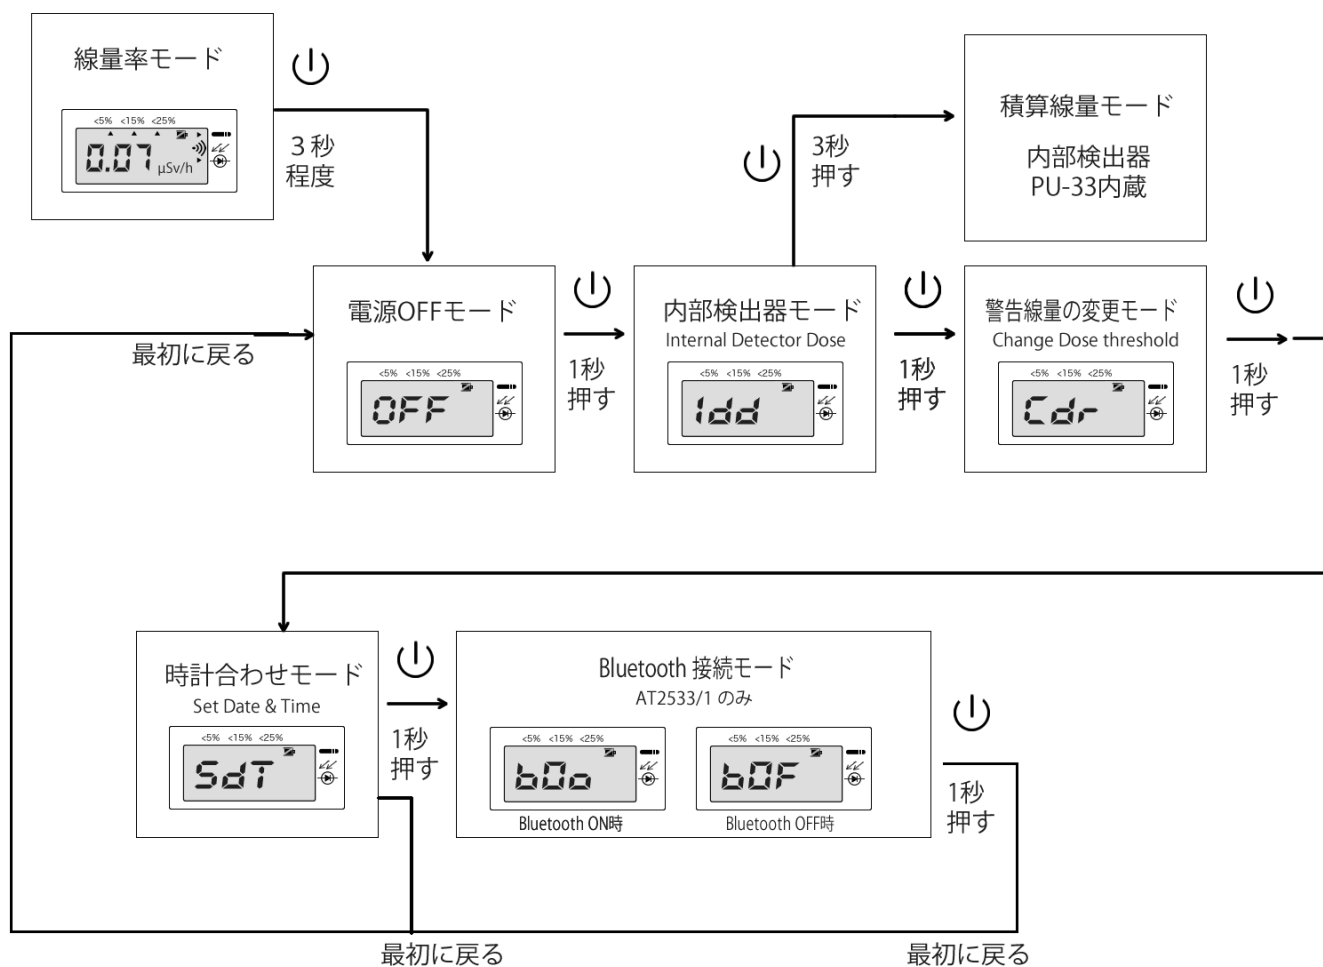 線量率モード
<5% <15% <25%
0.07 μSv/h
3秒
程度
積算線量モード
内部検出器
PU-33内蔵
3秒
押す
電源OFFモード
<5% <15% <25%
OFF
1秒
押す
内部検出器モード
Internal Detector Dose
<5% <15% <25%
Idd
1秒
押す
警告線量の変更モード
Change Dose threshold
<5% <15% <25%
Cdr
1秒
押す
最初に戻る
時計合わせモード
Set Date & Time
<5% <15% <25%
SdT
1秒
押す
Bluetooth 接続モード
AT2533/1 のみ
<5% <15% <25%
bOo
Bluetooth ON時
<5% <15% <25%
bOF
Bluetooth OFF時
1秒
押す
最初に戻る
最初に戻る